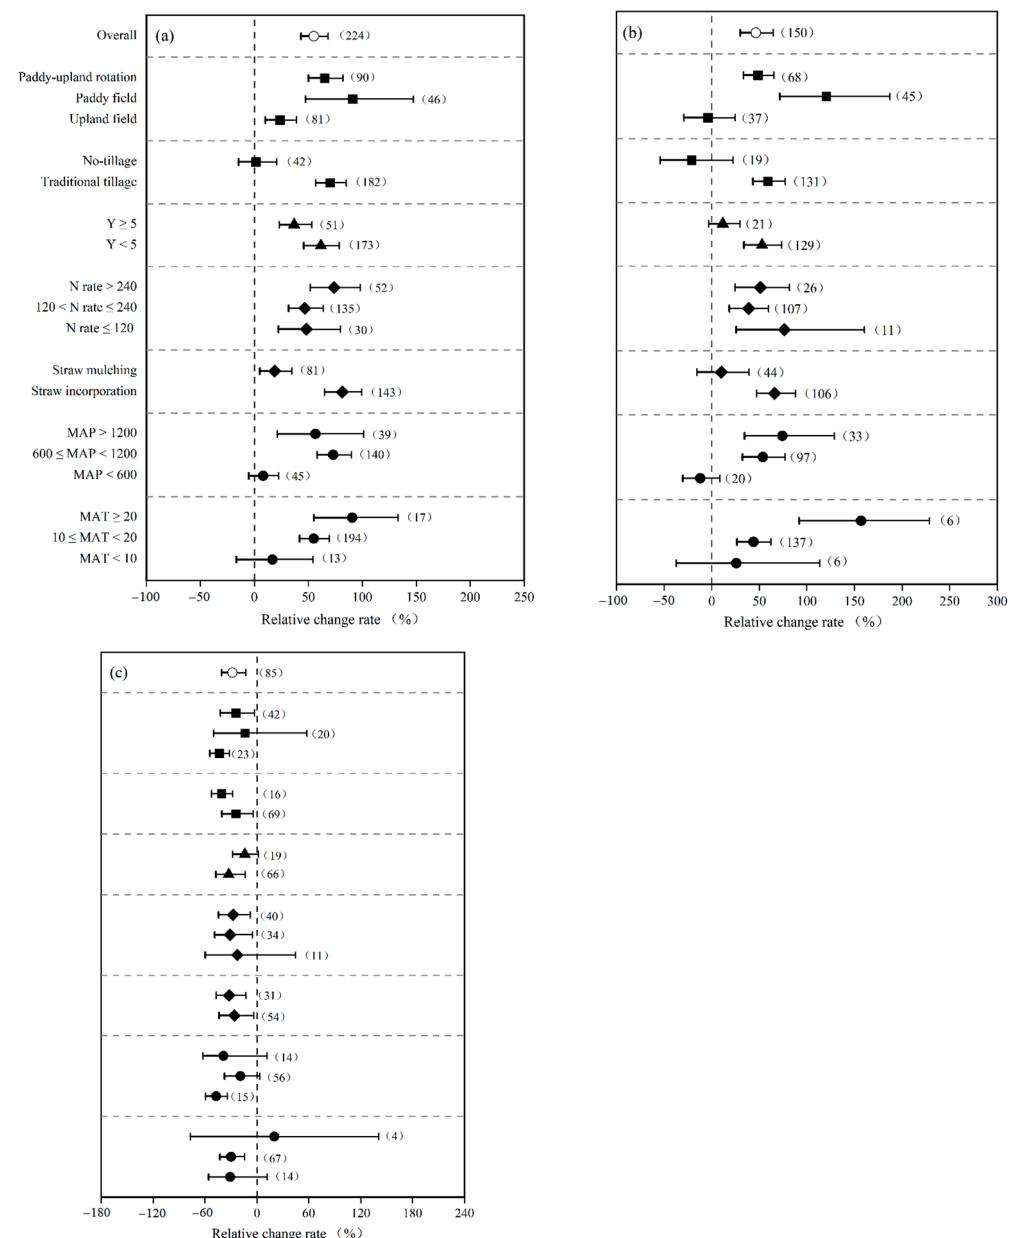 (a)
Overall (224)
Paddy-upland rotation (90)
Paddy field (46)
Upland field (81)
No-tillage (42)
Traditional tillage (182)
Y ≥ 5 (51)
Y < 5 (173)
N rate > 240 (52)
120 < N rate ≤ 240 (135)
N rate ≤ 120 (30)
Straw mulching (81)
Straw incorporation (143)
MAP ≥ 1200 (39)
600 ≤ MAP < 1200 (140)
MAP < 600 (45)
MAT ≥ 20 (17)
10 ≤ MAT < 20 (194)
MAT < 10 (13)
−100 −50 0 50 100 150 200 250
Relative change rate (%)
(b)
(150)
(68)
(45)
(37)
(19)
(131)
(21)
(129)
(26)
(107)
(11)
(44)
(106)
(33)
(97)
(20)
(6)
(137)
(6)
−100 −50 0 50 100 150 200 250 300
Relative change rate (%)
(c)
(85)
(42)
(20)
(23)
(16)
(69)
(19)
(66)
(40)
(34)
(11)
(31)
(54)
(14)
(56)
(15)
(4)
(67)
(14)
−180 −120 −60 0 60 120 180 240
Relative change rate (%)